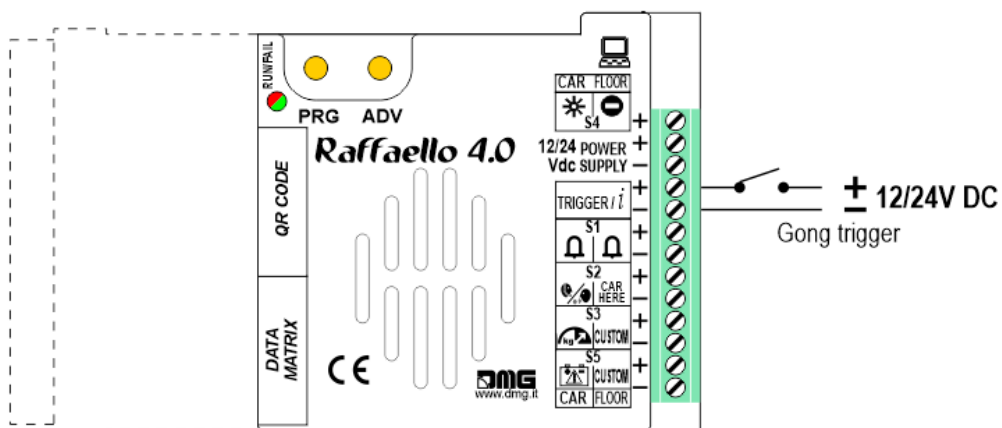 RUN/FAIL
PRG ADV
CAR FLOOR
S4
+
Raffaello 4.0
12/24 POWER +
Vdc SUPPLY −
QR CODE
TRIGGER/i + −
± 12/24V DC
Gong trigger
S1
+
−
S2
CAR HERE
+
−
S3
Kg CUSTOM
+
−
DATA MATRIX
S5
CUSTOM
+
−
CAR FLOOR
CE
DMG
www.dmg.it